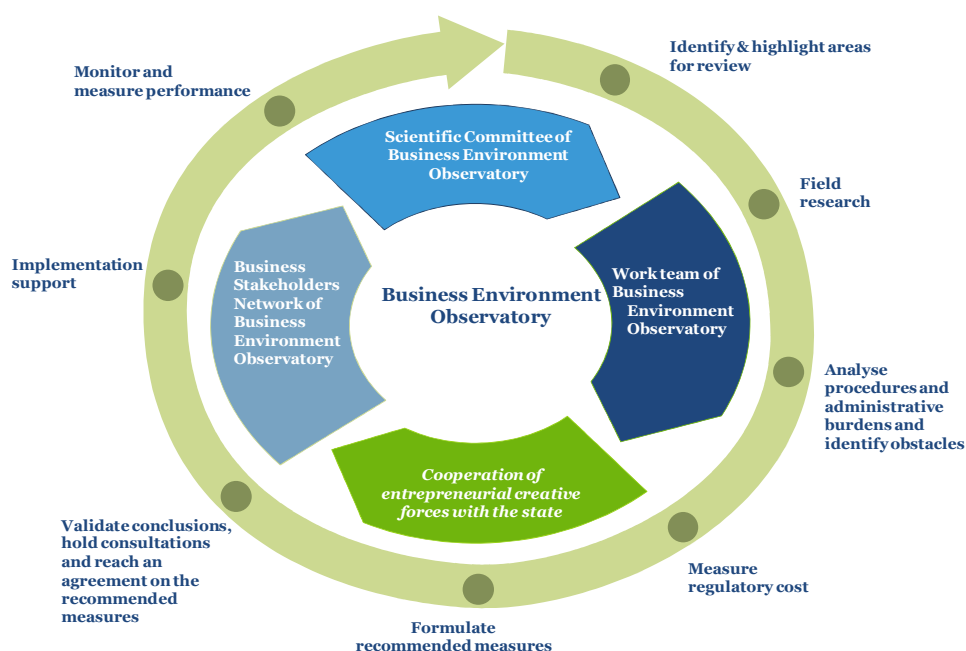 Identify & highlight areas
for review
Monitor and
measure performance
Scientific Committee of
Business Environment
Observatory
Field
research
Implementation
support
Business
Stakeholders
Network of
Business
Environment
Observatory
Business Environment
Observatory
Work team of
Business
Environment
Observatory
Analyse
procedures and
administrative
burdens and
identify obstacles
Cooperation of
entrepreneurial creative
forces with the state
Validate conclusions,
hold consultations
and reach an
agreement on the
recommended
measures
Measure
regulatory cost
Formulate
recommended measures